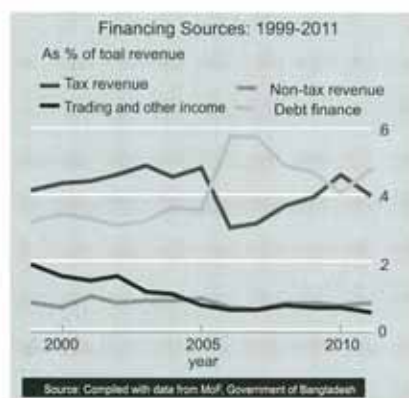 Financing Sources: 1999-2011
As % of toal revenue
Tax revenue
Non-tax revenue
Trading and other income
Debt finance
.6
.4
.2
0
2000
2005
2010
year
Source: Compiled with data from MoF, Government of Bangladesh